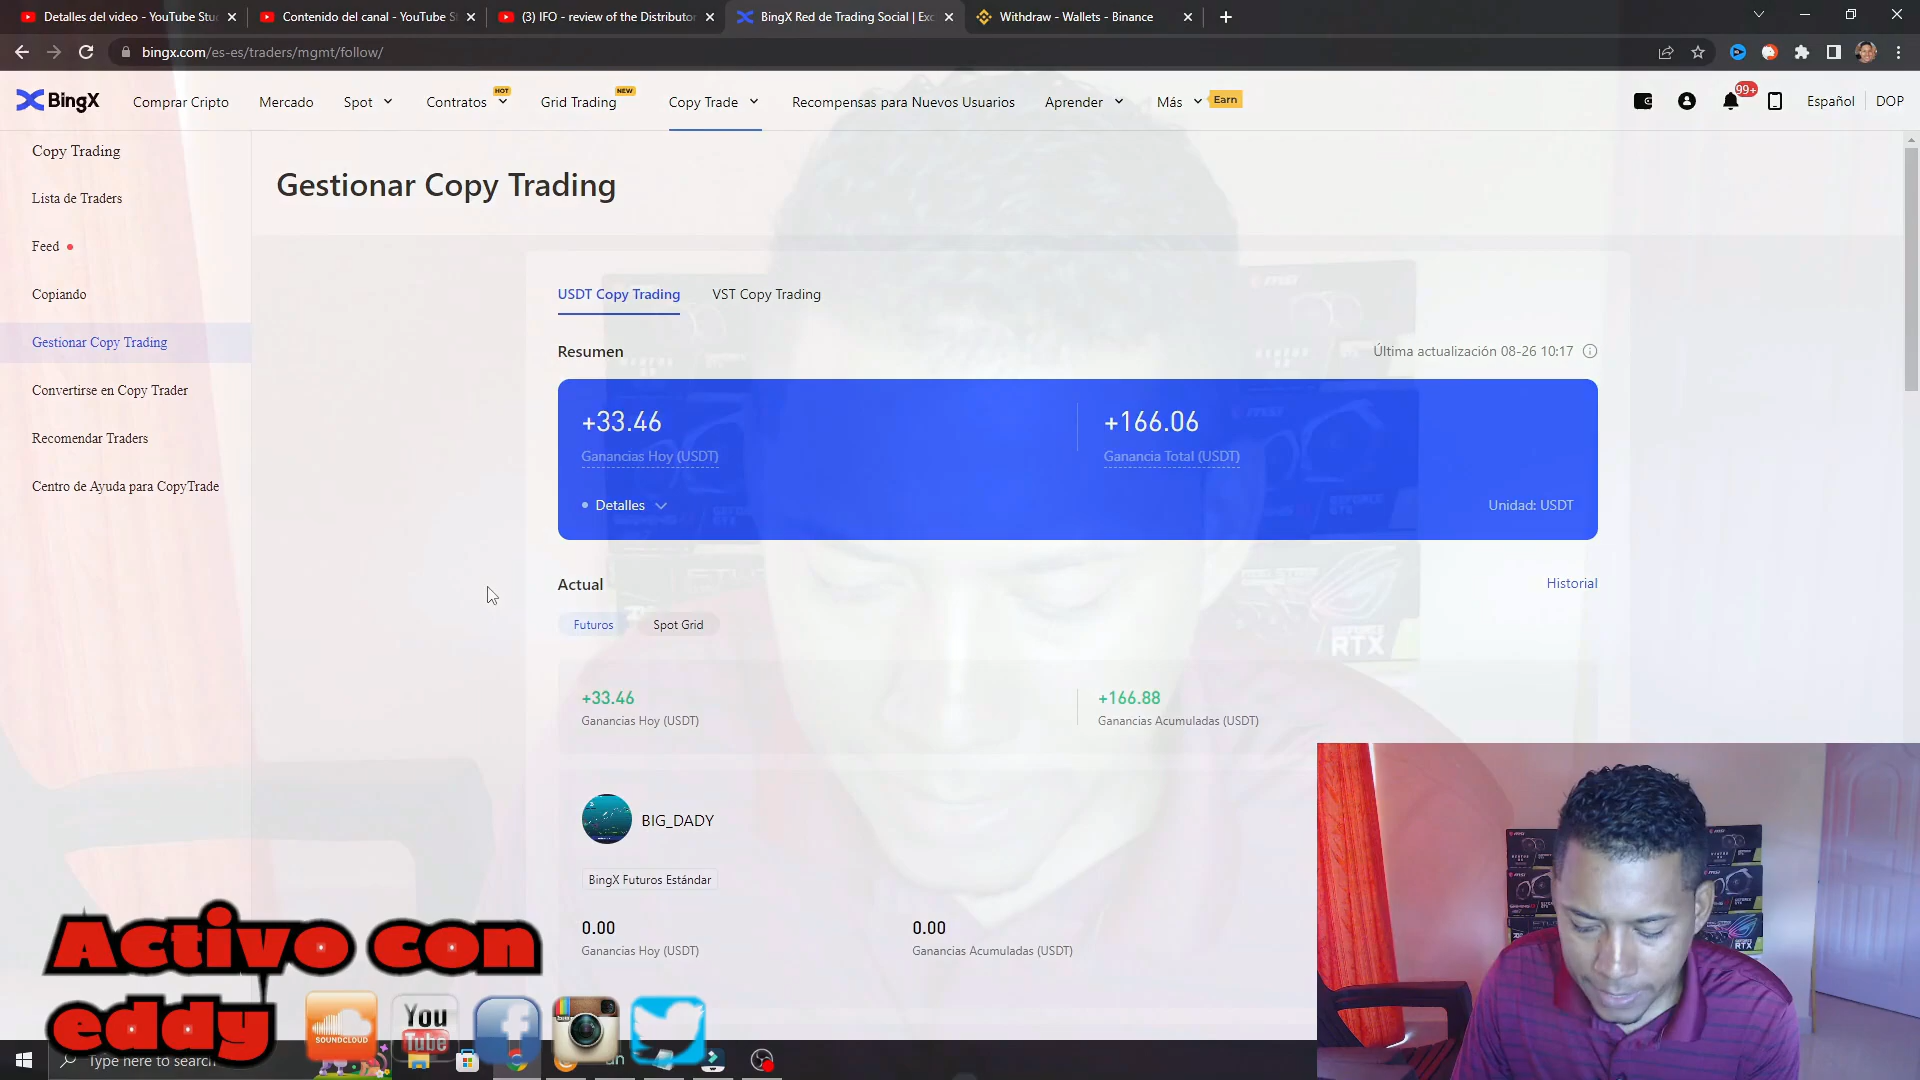 Detalles del video - YouTube Stu
Contenido del canal - YouTube S
(3) IFO - review of the Distributor
BingX Red de Trading Social | Exc
Withdraw - Wallets - Binance
bingx.com/es-es/traders/mgmt/follow/
BingX
Comprar Cripto
Mercado
Spot
Contratos
HOT
Grid Trading
NEW
Copy Trade
Recompensas para Nuevos Usuarios
Aprender
Más
Earn
99+
Español
DOP
Copy Trading
Lista de Traders
Feed
Copiando
Gestionar Copy Trading
Convertirse en Copy Trader
Recomendar Traders
Centro de Ayuda para CopyTrade
Gestionar Copy Trading
USDT Copy Trading
VST Copy Trading
Resumen
Última actualización 08-26 10:17
+33.46
Ganancias Hoy (USDT)
+166.06
Ganancia Total (USDT)
Detalles
Unidad: USDT
Actual
Historial
Futuros
Spot Grid
+33.46
Ganancias Hoy (USDT)
+166.88
Ganancias Acumuladas (USDT)
BIG_DADY
BingX Futuros Estándar
0.00
Ganancias Hoy (USDT)
0.00
Ganancias Acumuladas (USDT)
Activo con
eddy
SOUNDCLOUD
You
Tube
Type here to search
msi
GEFORCE
RTX